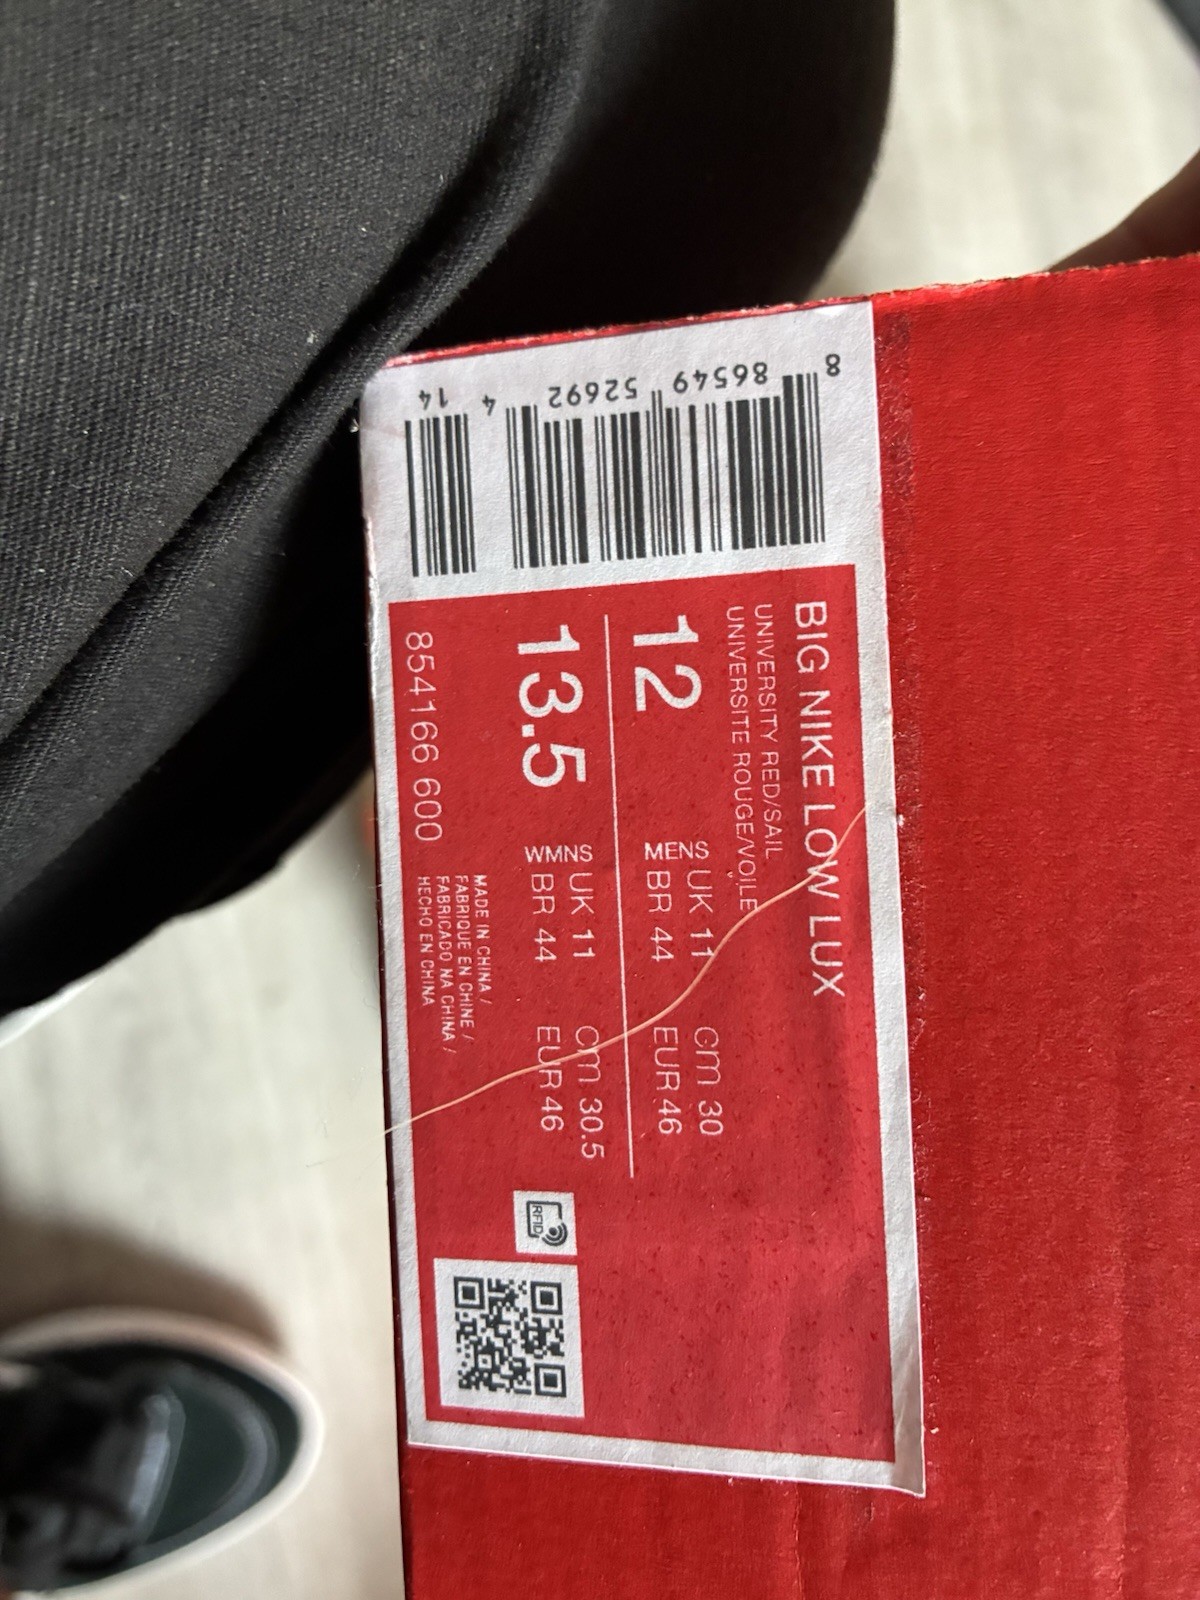 BIG NIKE LOW LUX
UNIVERSITY RED/SAIL
UNIVERSITE ROUGE/VOILE
12 MENS UK 11 cm 30
BR 44 EUR 46
13.5 WMNS UK 11 cm 30.5
BR 44 EUR 46
854166 600
MADE IN CHINA /
FABRIQUE EN CHINE /
FABRICADO NA CHINA /
HECHO EN CHINA
RFID
8 86549 52692 4 14